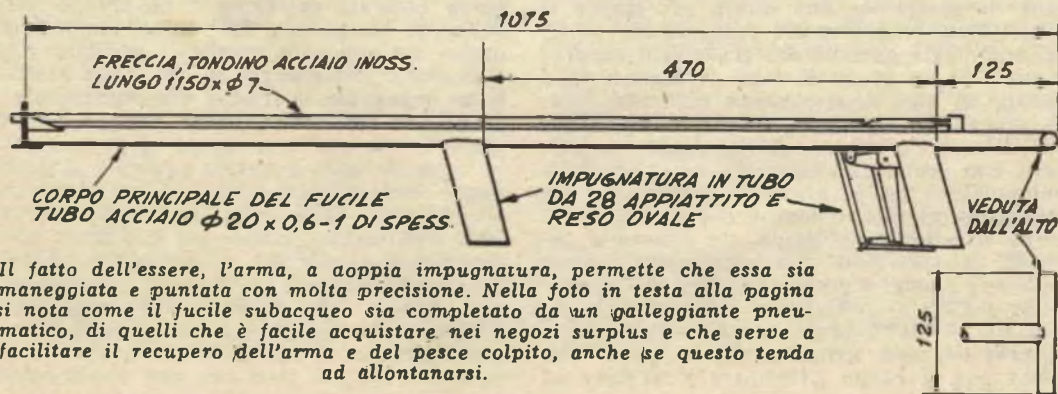 1075
FRECCIA, TONDINO ACCIAIO INOSS.
LUNGO 1150 x φ 7
470
125
CORPO PRINCIPALE DEL FUCILE
TUBO ACCIAIO φ 20 x 0,6-1 DI SPESS.
IMPUGNATURA IN TUBO
DA 28 APPIATTITO E
RESO OVALE
VEDUTA
DALL'ALTO
125
Il fatto dell'essere, l'arma, a doppia impugnatura, permette che essa sia
maneggiata e puntata con molta precisione. Nella foto in testa alla pagina
si nota come il fucile subacqueo sia completato da un galleggiante pneu-
matico, di quelli che è facile acquistare nei negozi surplus e che serve a
facilitare il recupero dell'arma e del pesce colpito, anche se questo tenda
ad allontanarsi.